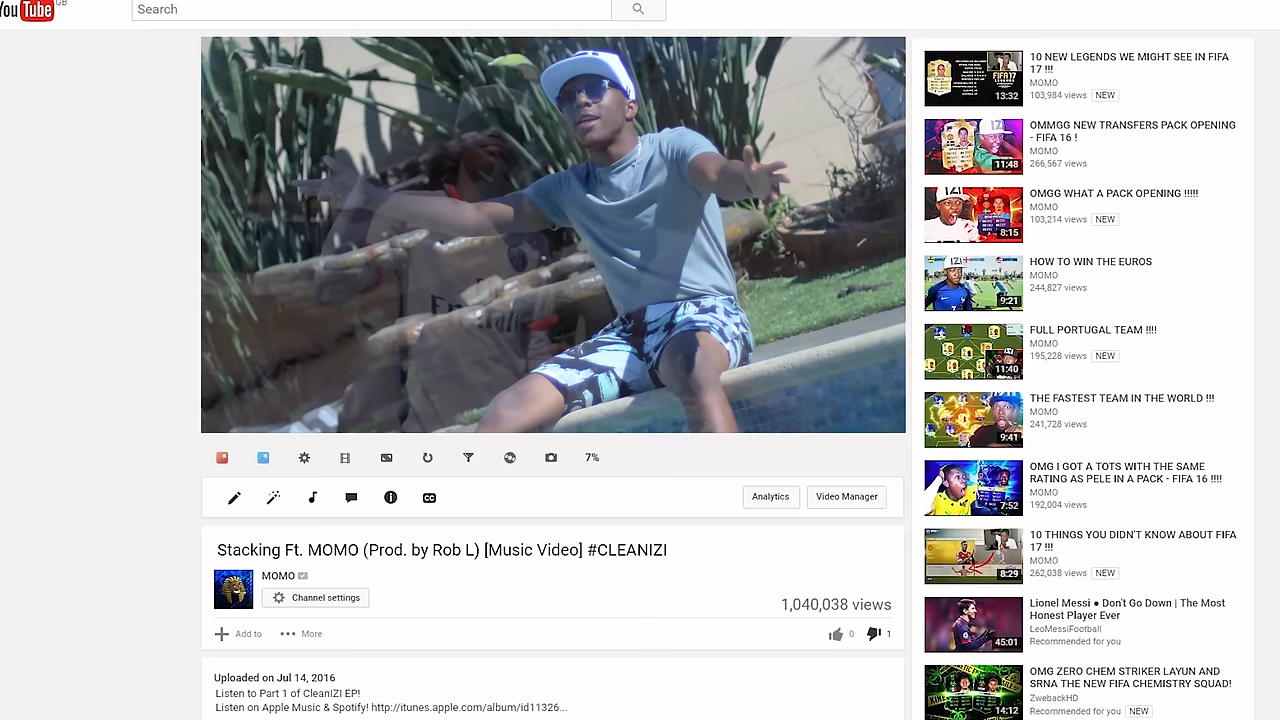 You Tube GB
Search
Emirates
7%
Analytics
Video Manager
Stacking Ft. MOMO (Prod. by Rob L) [Music Video] #CLEANIZI
MOMO
Channel settings
1,040,038 views
Add to
More
0
1
Uploaded on Jul 14, 2016
Listen to Part 1 of CleanIZI EP!
http://itunes.apple.com/album/id11326...
13:32
10 NEW LEGENDS WE MIGHT SEE IN FIFA
17 !!!
MOMO
103,984 views NEW
11:48
OMMGG NEW TRANSFERS PACK OPENING
- FIFA 16 !
MOMO
266,567 views
8:15
OMGG WHAT A PACK OPENING !!!!!
MOMO
103,214 views NEW
9:21
HOW TO WIN THE EUROS
MOMO
244,827 views
11:40
FULL PORTUGAL TEAM !!!!
MOMO
195,228 views NEW
9:41
THE FASTEST TEAM IN THE WORLD !!!
MOMO
241,728 views
7:52
OMG I GOT A TOTS WITH THE SAME
RATING AS PELE IN A PACK - FIFA 16 !!!!
MOMO
192,004 views
8:29
10 THINGS YOU DIDN'T KNOW ABOUT FIFA
17 !!!
MOMO
262,038 views NEW
45:01
Lionel Messi ● Don't Go Down | The Most
Honest Player Ever
LeoMessiFootball
Recommended for you
14:12
OMG ZERO CHEM STRIKER LAYUN AND
SRNA THE NEW FIFA CHEMISTRY SQUAD!
ZwebackHD
Recommended for you NEW